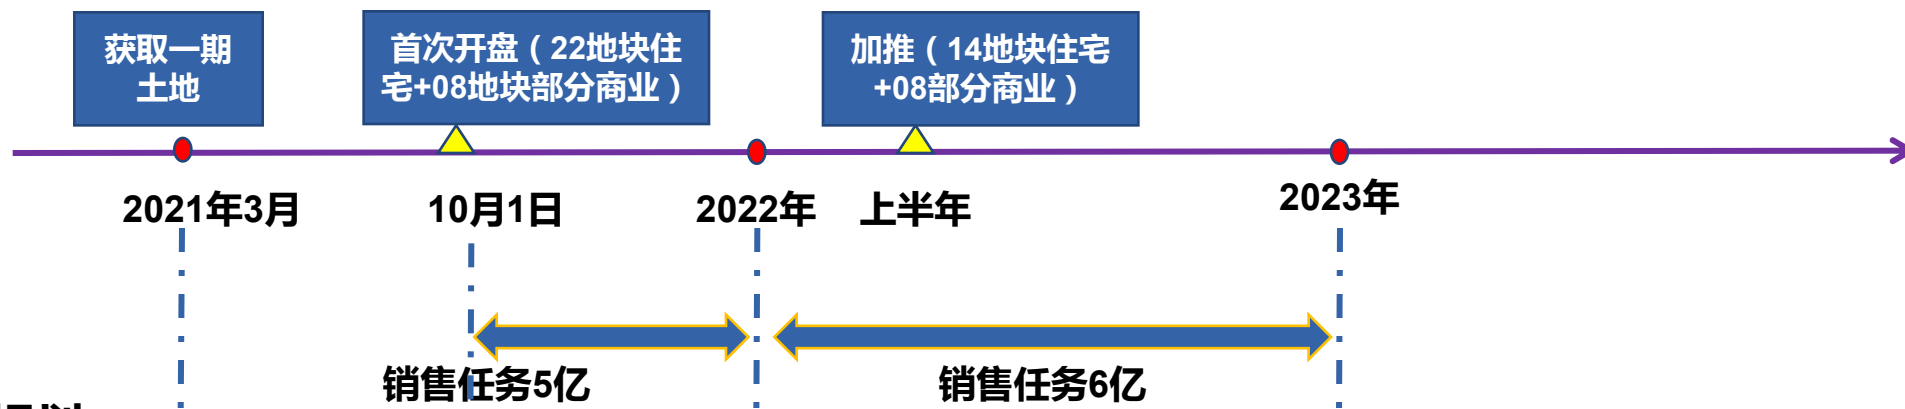 获取一期
土地
首次开盘（22地块住
宅+08地块部分商业）
加推（14地块住宅
+08部分商业）
2021年3月
10月1日
2022年
上半年
2023年
销售任务5亿
销售任务6亿